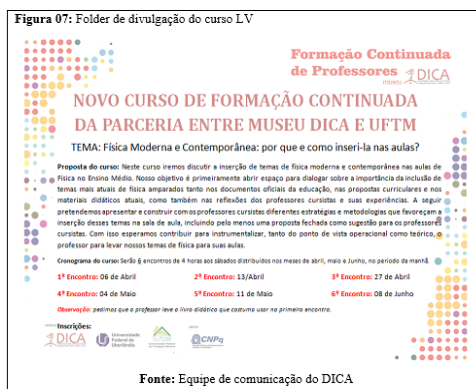 Figura 07: Folder de divulgação do curso LV
Formação Continuada
de Professores MUSEU DICA
NOVO CURSO DE FORMAÇÃO CONTINUADA
DA PARCERIA ENTRE MUSEU DICA E UFTM
TEMA: Física Moderna e Contemporânea: por que e como inseri-la nas aulas?
Proposta do curso: Neste curo iremos discutir a inserção de temas de física moderna e contemporânea nas aulas de
Física no Ensino Médio. Nosso objetivo é primeiramente abrir espaço para dialogar sobre a importância da inclusão de
temas mais atuais de física amparados tanto nos documentos oficiais da educação, nas propostas curriculares e nos
materiais didáticos atuais, como também nas reflexões dos professores cursistas e suas experiências. A seguir
pretendemos apresentar e construir com os professores cursistas diferentes estratégias e metodologias que favoreçam a
inserção desses temas na sala de aula, incluindo pelo menos uma proposta fechada como sugestão para os professores
cursistas. Com isso esperamos contribuir para instrumentalizar, tanto do ponto de vista operacional como teórico, o
professor para levar nossos temas de física para suas aulas.
Cronograma do curso: Serão 6 encontros de 4 horas aos sábados distribuídos nos meses de abril, maio e junho, no período da manhã.
1º Encontro: 06 de Abril 2º Encontro: 13/Abril 3º Encontro: 27 de Abril
4º Encontro: 04 de Maio 5º Encontro: 11 de Maio 6º Encontro: 08 de Junho
Observação: pedimos que o professor leve o livro didático que costuma usar no primeiro encontro.
Inscrições:
DICA Universidade Federal de Uberlândia CNPq
Fonte: Equipe de comunicação do DICA